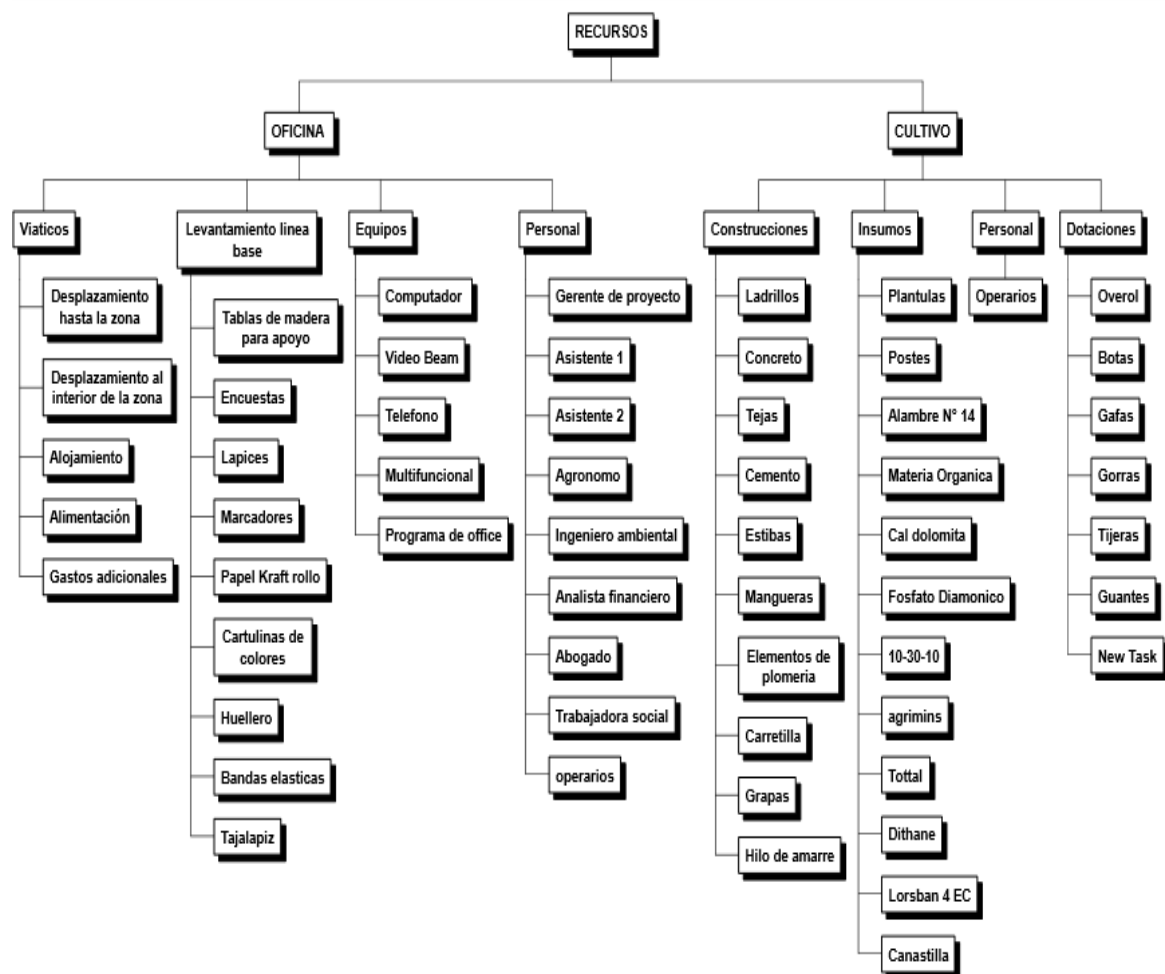 RECURSOS
OFICINA
CULTIVO
Viaticos
Levantamiento linea
base
Equipos
Personal
Construcciones
Insumos
Personal
Dotaciones
Desplazamiento
hasta la zona
Desplazamiento al
interior de la zona
Alojamiento
Alimentación
Gastos adicionales
Tablas de madera
para apoyo
Encuestas
Lapices
Marcadores
Papel Kraft rollo
Cartulinas de
colores
Huellero
Bandas elasticas
Tajalapiz
Computador
Video Beam
Telefono
Multifuncional
Programa de office
Gerente de proyecto
Asistente 1
Asistente 2
Agronomo
Ingeniero ambiental
Analista financiero
Abogado
Trabajadora social
operarios
Ladrillos
Concreto
Tejas
Cemento
Estibas
Mangueras
Elementos de
plomeria
Carretilla
Grapas
Hilo de amarre
Plantulas
Postes
Alambre N° 14
Materia Organica
Cal dolomita
Fosfato Diamonico
10-30-10
agrimins
Tottal
Dithane
Lorsban 4 EC
Canastilla
Operarios
Overol
Botas
Gafas
Gorras
Tijeras
Guantes
New Task